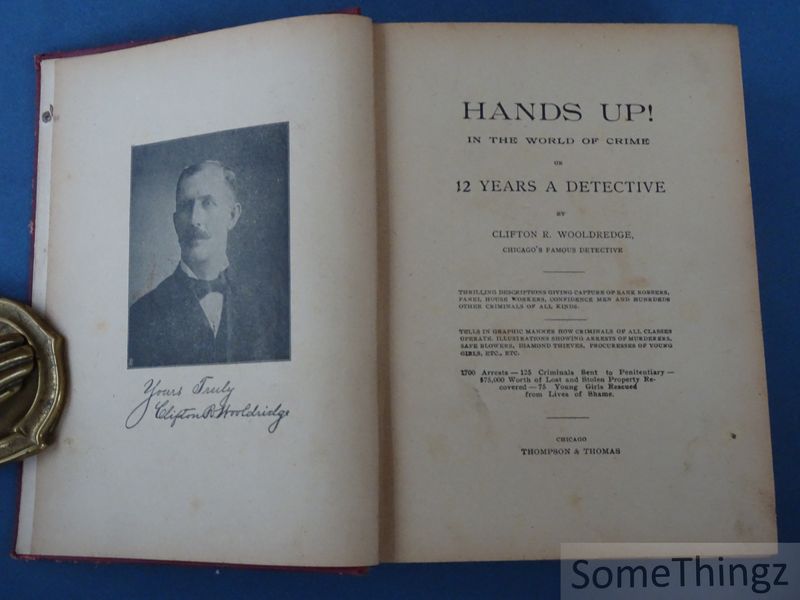 Yours Truly
Clifton R. Wooldridge
HANDS UP!
IN THE WORLD OF CRIME
OR
12 YEARS A DETECTIVE
BY
CLIFTON R. WOOLDREDGE,
CHICAGO'S FAMOUS DETECTIVE
THRILLING DESCRIPTIONS GIVING CAPTURE OF BANK ROBBERS,
PANEL HOUSE WORKERS, CONFIDENCE MEN AND HUNDREDS
OTHER CRIMINALS OF ALL KINDS.
TELLS IN GRAPHIC MANNER HOW CRIMINALS OF ALL CLASSES
OPERATE. ILLUSTRATIONS SHOWING ARRESTS OF MURDERERS,
SAFE BLOWERS, DIAMOND THIEVES, PROCURESSES OF YOUNG
GIRLS, ETC., ETC.
1700 Arrests — 125 Criminals Sent to Penitentiary —
$75,000 Worth of Lost and Stolen Property Re-
covered — 75 Young Girls Rescued
from Lives of Shame.
CHICAGO
THOMPSON & THOMAS
SomeThingz